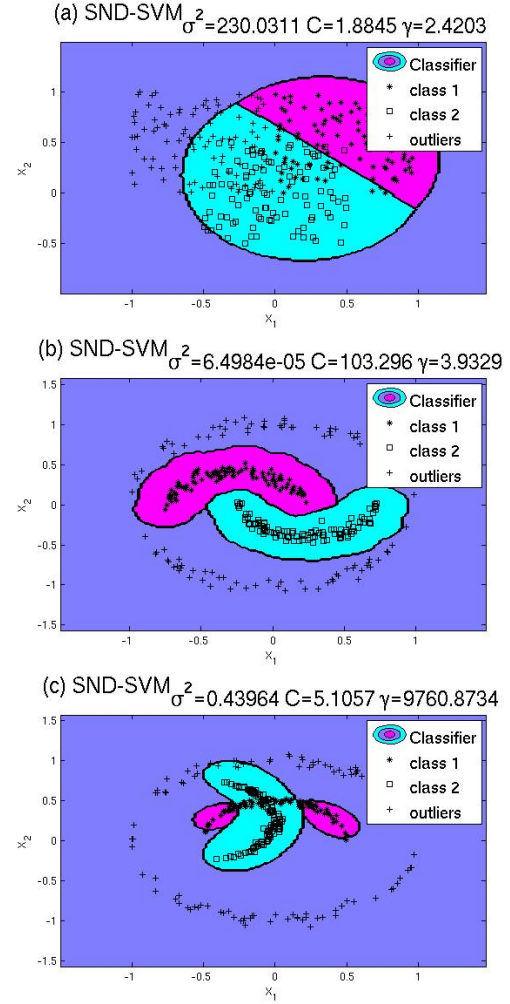 (a) SND-SVM σ²=230.0311 C=1.8845 γ=2.4203
Classifier
class 1
class 2
outliers
1.5
1
0.5
0
-0.5
-1
-0.5
0
0.5
1
X₂
X₁
(b) SND-SVM σ²=6.4984e-05 C=103.296 γ=3.9329
Classifier
class 1
class 2
outliers
1.5
1
0.5
0
-0.5
-1
-1.5
-1
-0.5
0
0.5
1
X₂
X₁
(c) SND-SVM σ²=0.43964 C=5.1057 γ=9760.8734
Classifier
class 1
class 2
outliers
1.5
1
0.5
0
-0.5
-1
-1.5
-1
-0.5
0
0.5
1
X₂
X₁